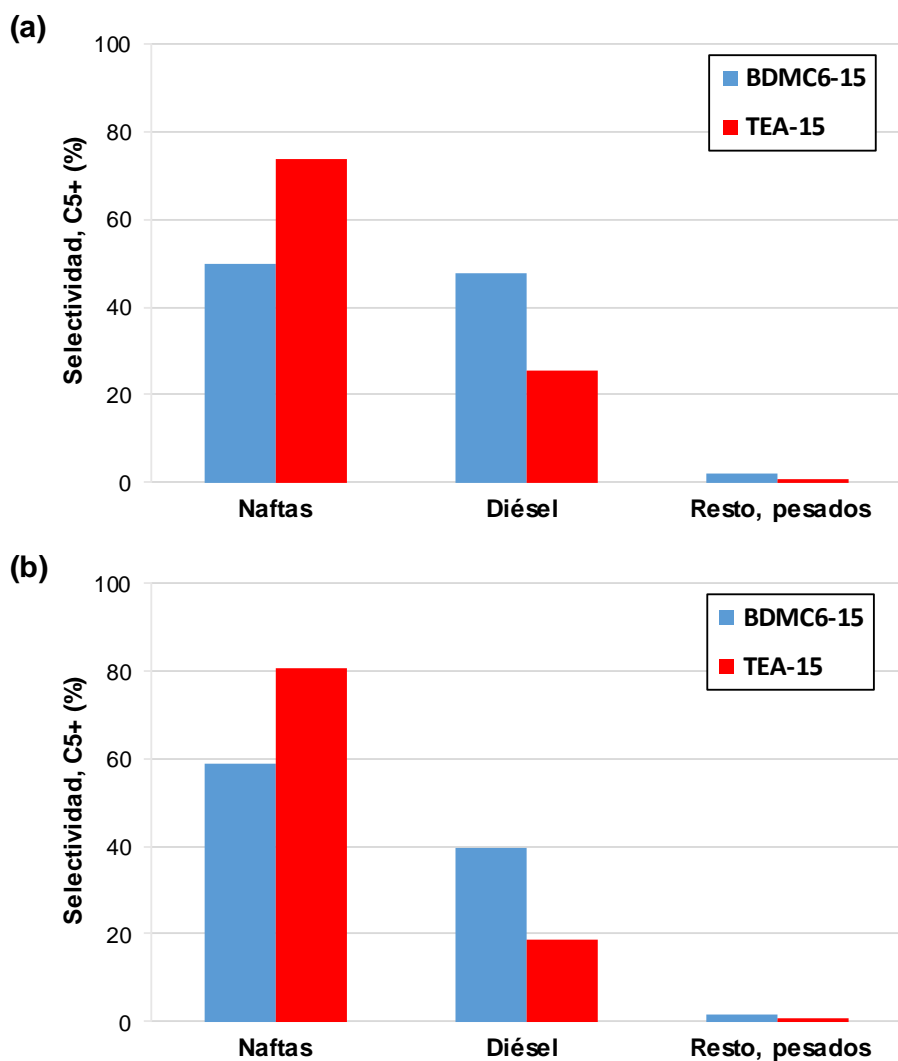 (a)
100
80
60
40
20
0
Selectividad, C5+ (%)
BDMC6-15
TEA-15
Naftas
Diésel
Resto, pesados
(b)
100
80
60
40
20
0
Selectividad, C5+ (%)
BDMC6-15
TEA-15
Naftas
Diésel
Resto, pesados